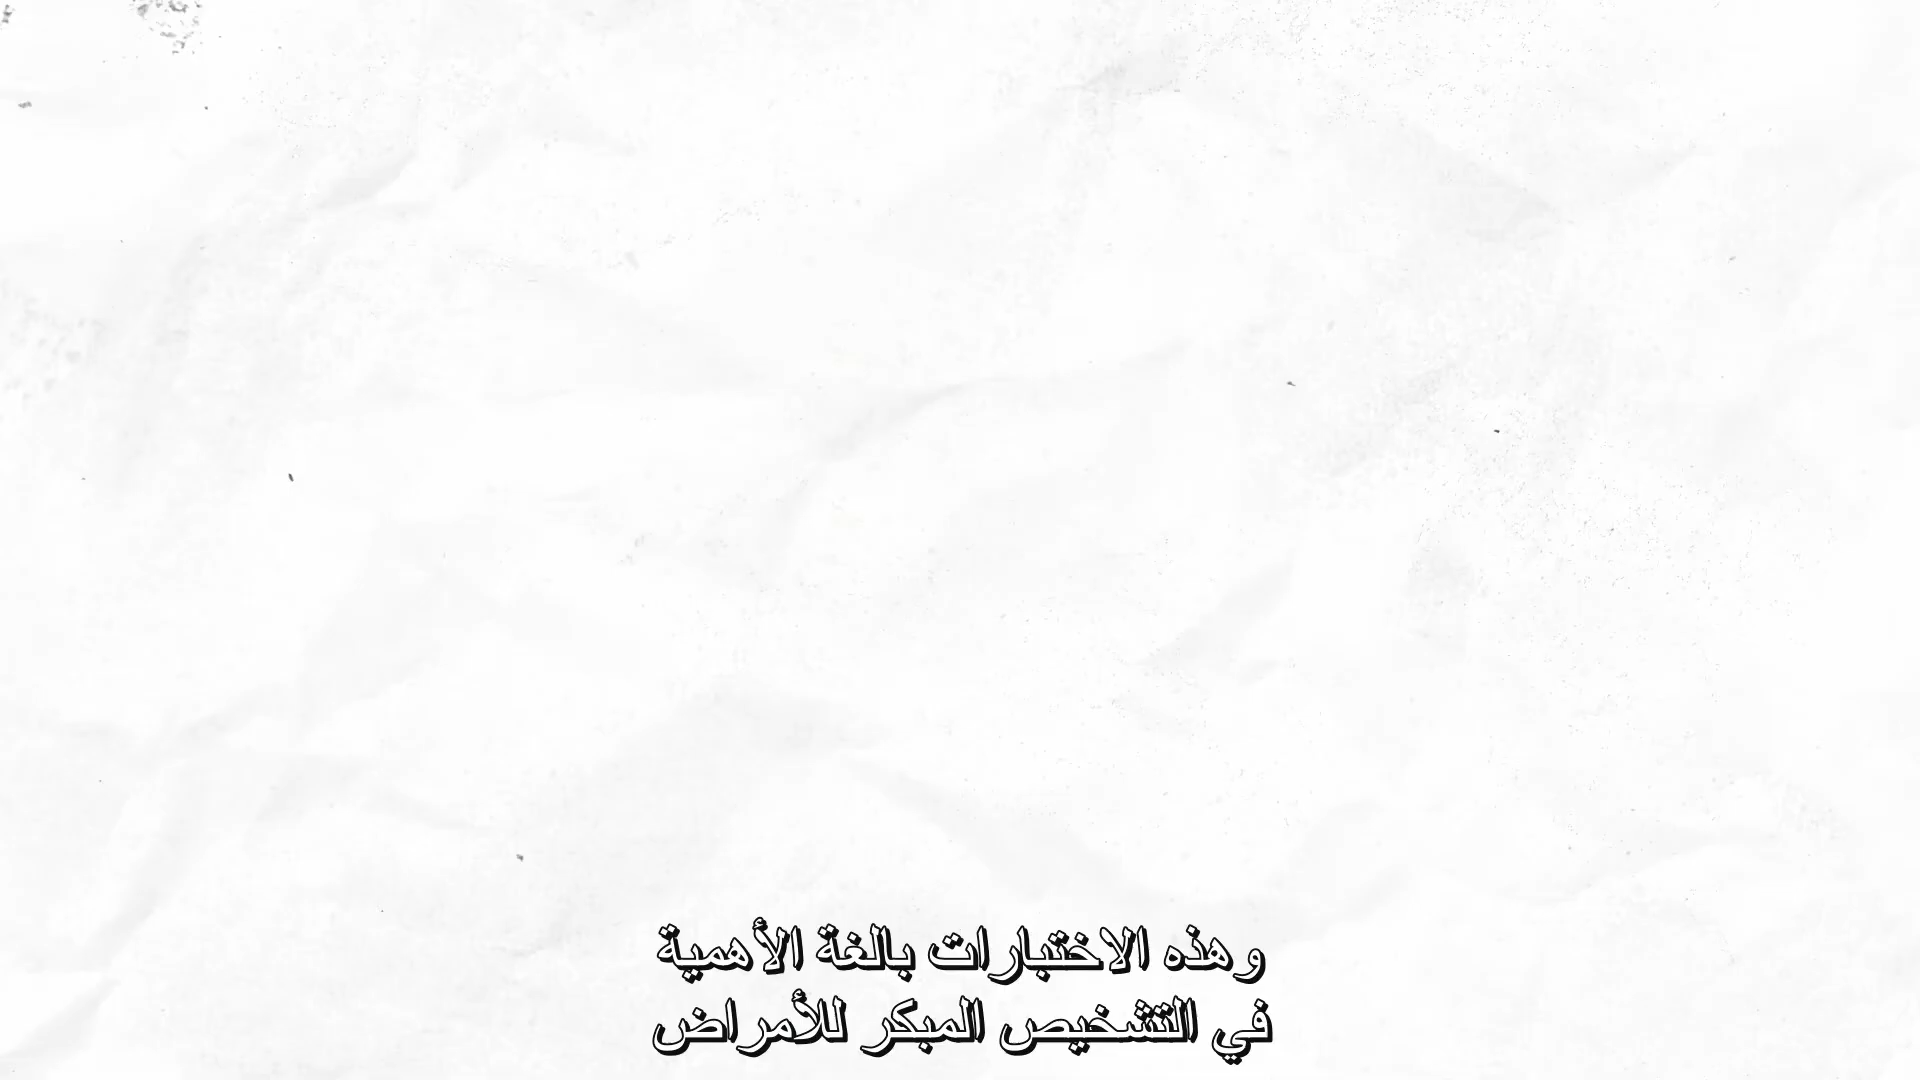 وهذه الاختبارات بالغة الأهمية
في التشخيص المبكر للأمراض